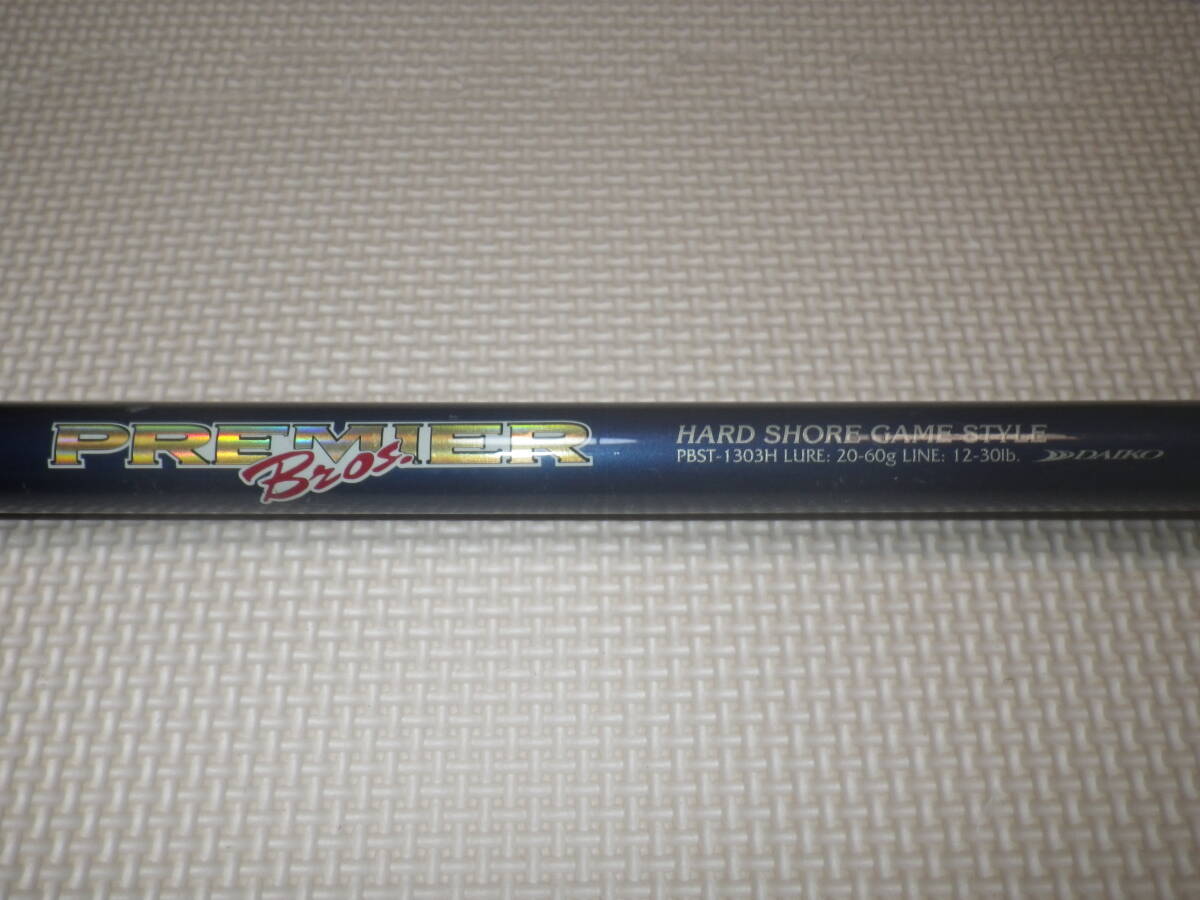 PREMIER
Bros.
HARD SHORE GAME STYLE
PBST-1303H LURE: 20-60g LINE: 12-30lb. DAIKO